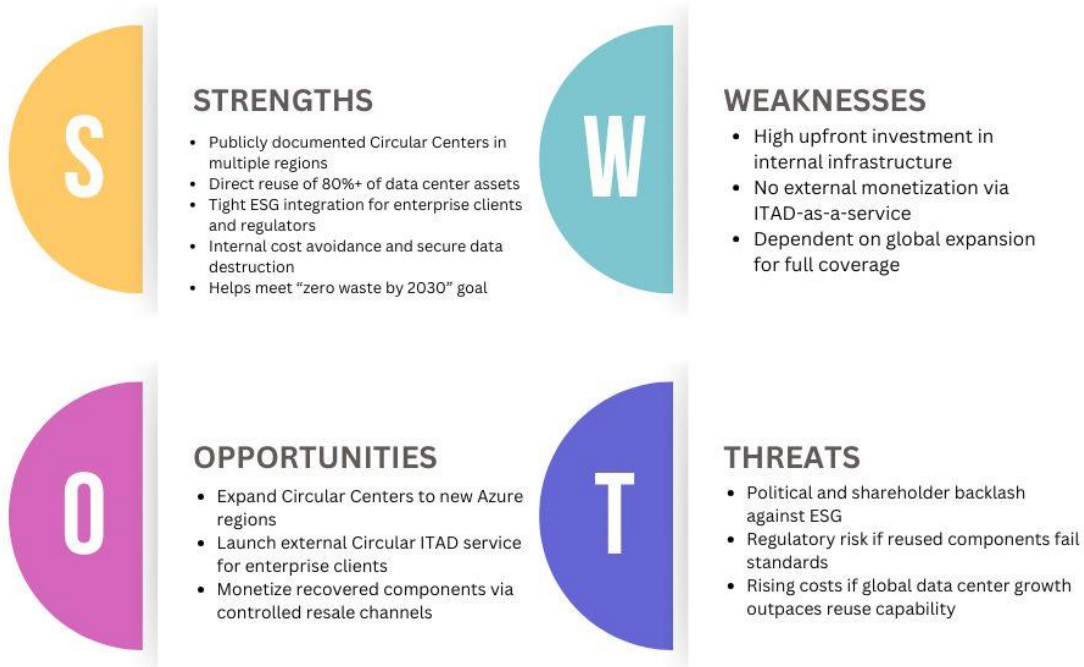 S
STRENGTHS
• Publicly documented Circular Centers in
multiple regions
• Direct reuse of 80%+ of data center assets
• Tight ESG integration for enterprise clients
and regulators
• Internal cost avoidance and secure data
destruction
• Helps meet “zero waste by 2030” goal
W
WEAKNESSES
• High upfront investment in
internal infrastructure
• No external monetization via
ITAD-as-a-service
• Dependent on global expansion
for full coverage
O
OPPORTUNITIES
• Expand Circular Centers to new Azure
regions
• Launch external Circular ITAD service
for enterprise clients
• Monetize recovered components via
controlled resale channels
T
THREATS
• Political and shareholder backlash
against ESG
• Regulatory risk if reused components fail
standards
• Rising costs if global data center growth
outpaces reuse capability